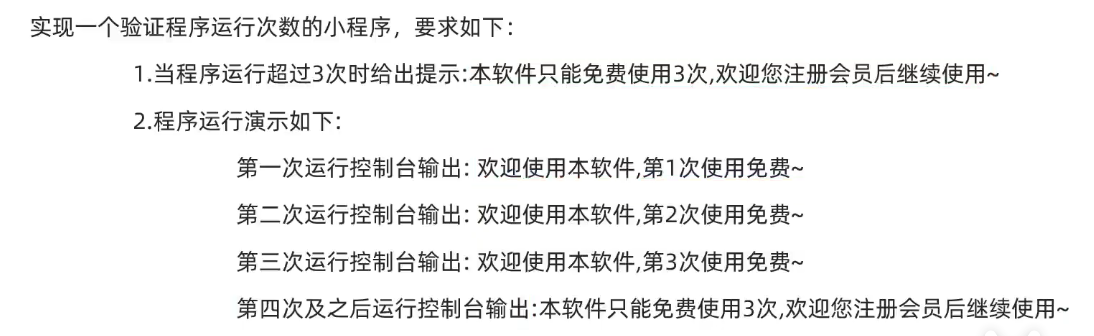 实现一个验证程序运行次数的小程序，要求如下：
1.当程序运行超过3次时给出提示:本软件只能免费使用3次,欢迎您注册会员后继续使用~
2.程序运行演示如下:
第一次运行控制台输出: 欢迎使用本软件,第1次使用免费~
第二次运行控制台输出: 欢迎使用本软件,第2次使用免费~
第三次运行控制台输出: 欢迎使用本软件,第3次使用免费~
第四次及之后运行控制台输出:本软件只能免费使用3次,欢迎您注册会员后继续使用~